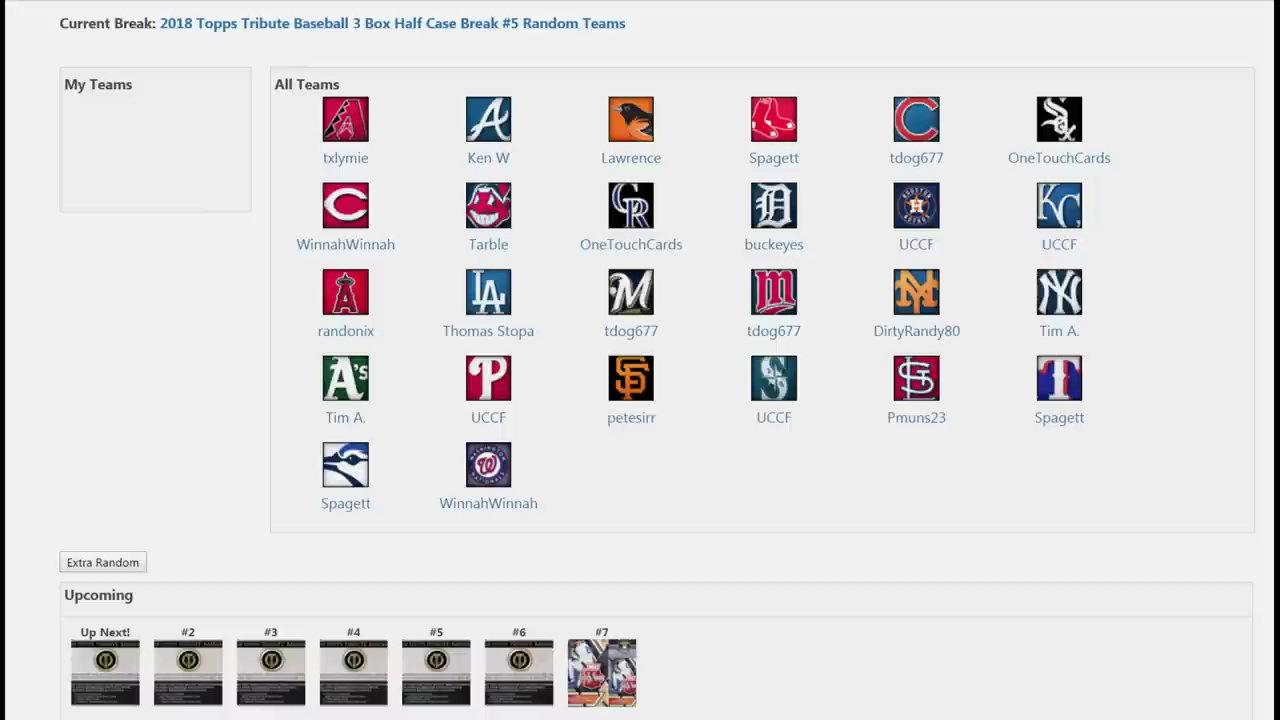 Current Break: 2018 Topps Tribute Baseball 3 Box Half Case Break #5 Random Teams
My Teams
All Teams
txlymie Ken W Lawrence Spagett tdog677 OneTouchCards
WinnahWinnah Tarble OneTouchCards buckeyes UCCF UCCF
randonix Thomas Stopa tdog677 tdog677 DirtyRandy80 Tim A.
Tim A. UCCF petesirr UCCF Pmuns23 Spagett
Spagett WinnahWinnah
Extra Random
Upcoming
Up Next! #2 #3 #4 #5 #6 #7